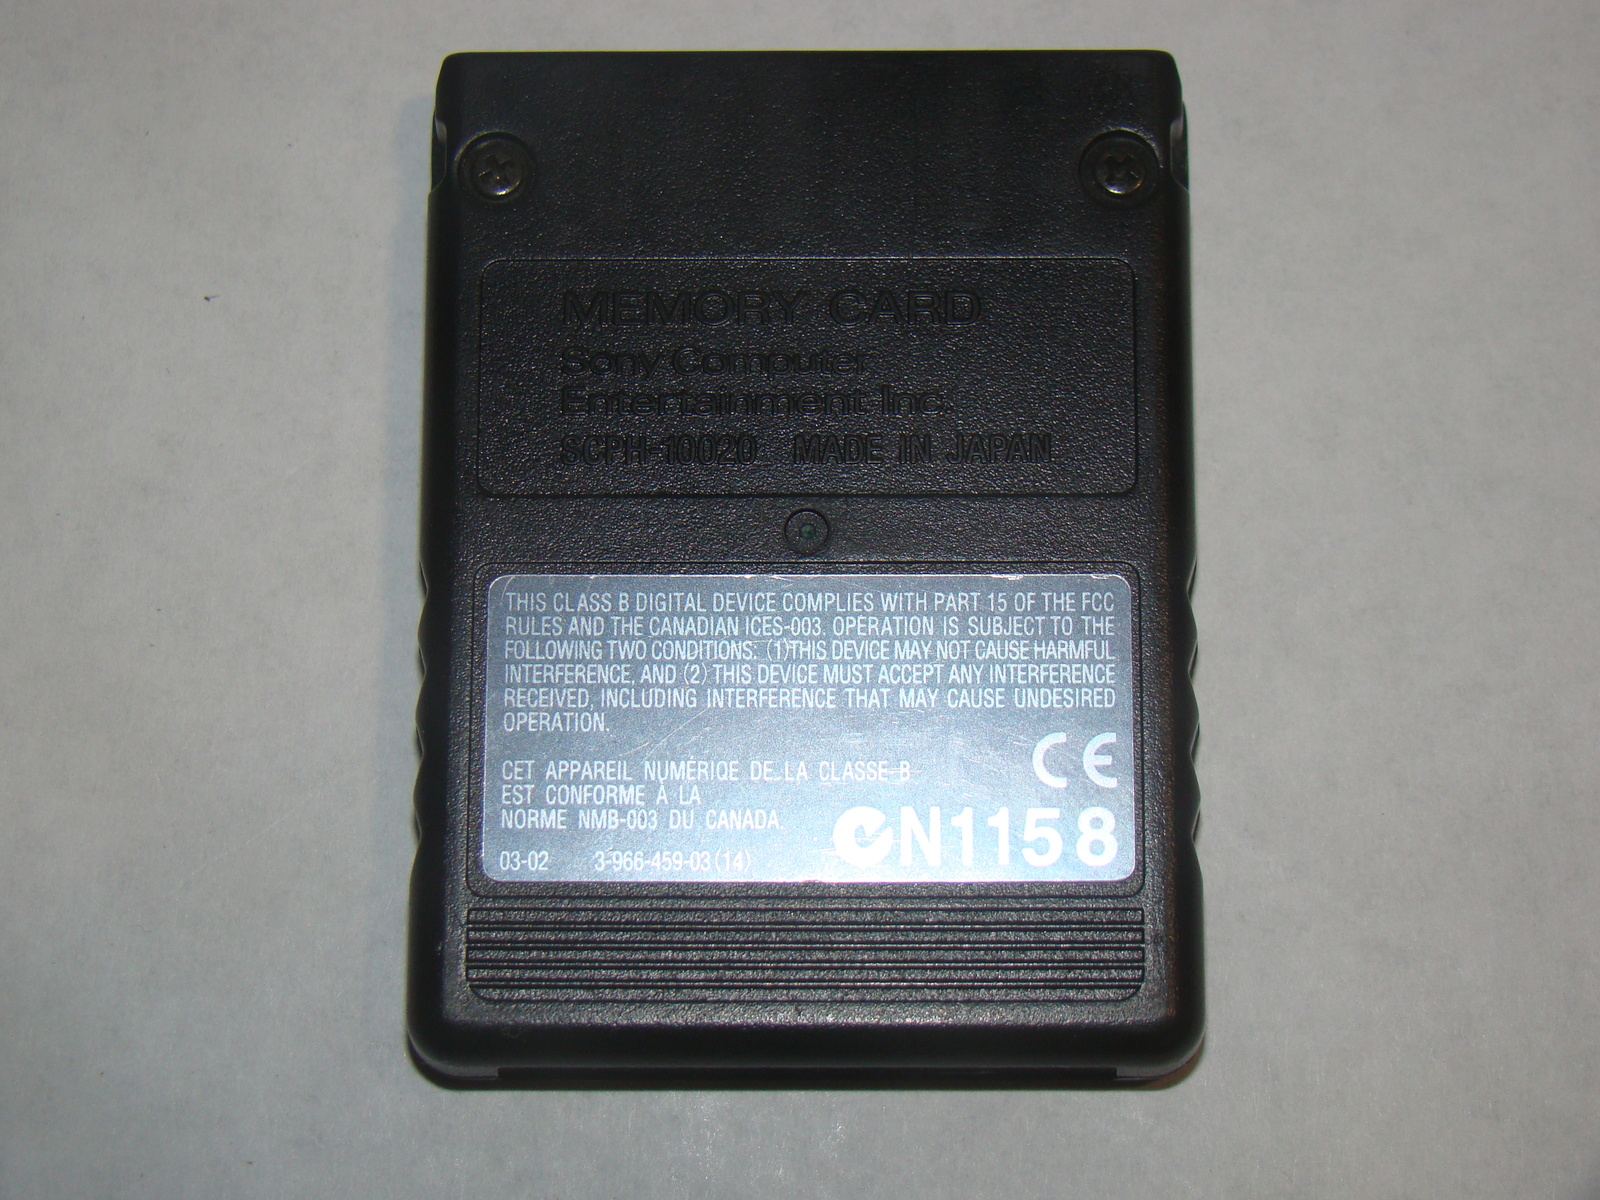 MEMORY CARD
Sony Computer
Entertainment Inc.
SCPH-10020 MADE IN JAPAN
THIS CLASS B DIGITAL DEVICE COMPLIES WITH PART 15 OF THE FCC
RULES AND THE CANADIAN ICES-003. OPERATION IS SUBJECT TO THE
FOLLOWING TWO CONDITIONS: (1)THIS DEVICE MAY NOT CAUSE HARMFUL
INTERFERENCE, AND (2) THIS DEVICE MUST ACCEPT ANY INTERFERENCE
RECEIVED, INCLUDING INTERFERENCE THAT MAY CAUSE UNDESIRED
OPERATION.
CET APPAREIL NUMÉRIQE DE LA CLASSE B
EST CONFORME À LA
NORME NMB-003 DU CANADA.
CE
N1158
03-02 3-966-459-03(14)